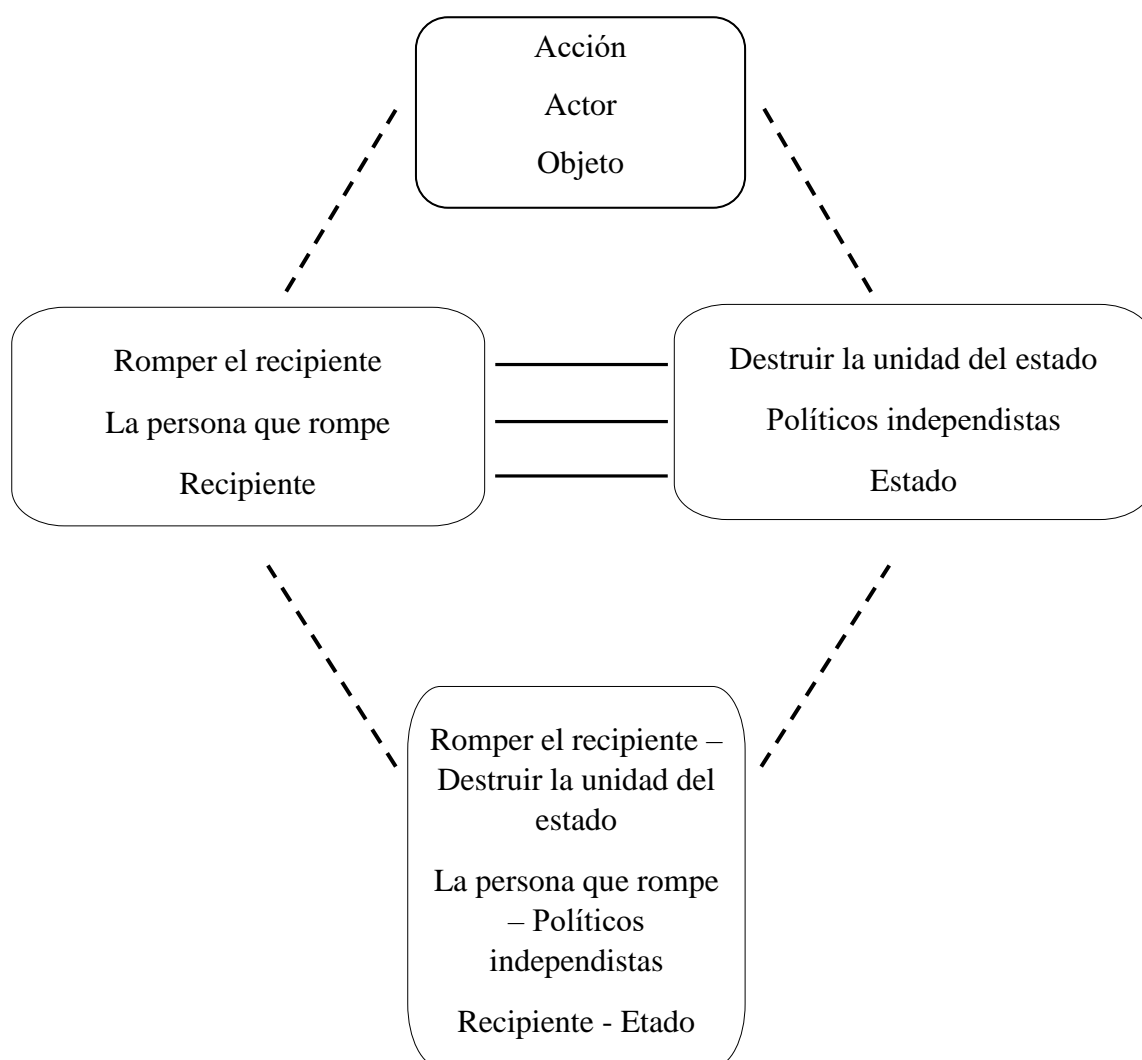 Acción
Actor
Objeto
Romper el recipiente
La persona que rompe
Recipiente
Destruir la unidad del estado
Políticos independistas
Estado
Romper el recipiente –
Destruir la unidad del
estado
La persona que rompe
– Políticos
independistas
Recipiente - Etado